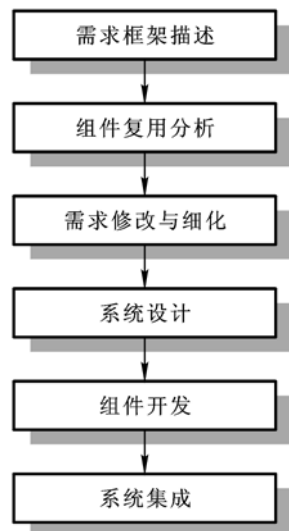 需求框架描述
组件复用分析
需求修改与细化
系统设计
组件开发
系统集成